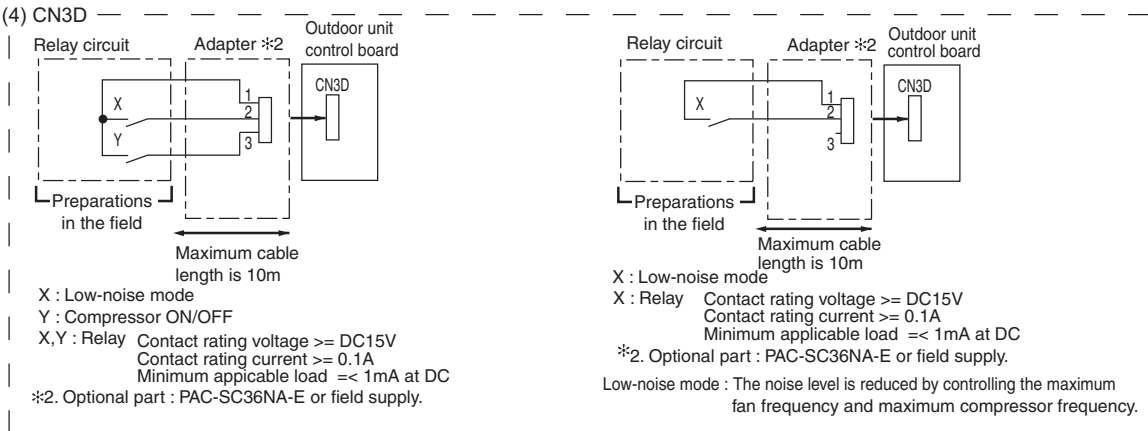 (4) CN3D
Relay circuit
Adapter ✻2
Outdoor unit
control board
CN3D
X
Y
1
2
3
Preparations
in the field
Maximum cable
length is 10m
X : Low-noise mode
Y : Compressor ON/OFF
X,Y : Relay Contact rating voltage >= DC15V
Contact rating current >= 0.1A
Minimum appicable load =< 1mA at DC
✻2. Optional part : PAC-SC36NA-E or field supply.
Relay circuit
Adapter ✻2
Outdoor unit
control board
CN3D
X
1
2
3
Preparations
in the field
Maximum cable
length is 10m
X : Low-noise mode
X : Relay Contact rating voltage >= DC15V
Contact rating current >= 0.1A
Minimum applicable load =< 1mA at DC
✻2. Optional part : PAC-SC36NA-E or field supply.
Low-noise mode : The noise level is reduced by controlling the maximum
fan frequency and maximum compressor frequency.